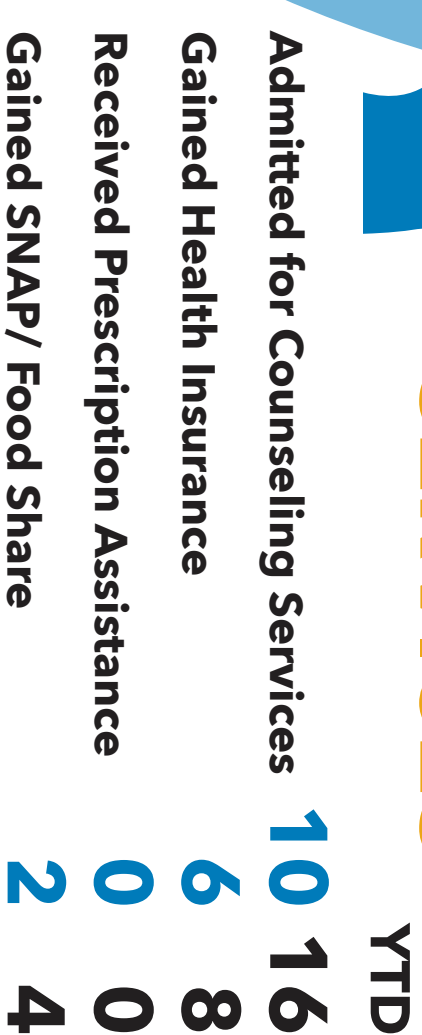 YTD
Admitted for Counseling Services 10 16
Gained Health Insurance 6 8
Received Prescription Assistance 0 0
Gained SNAP/ Food Share 2 4